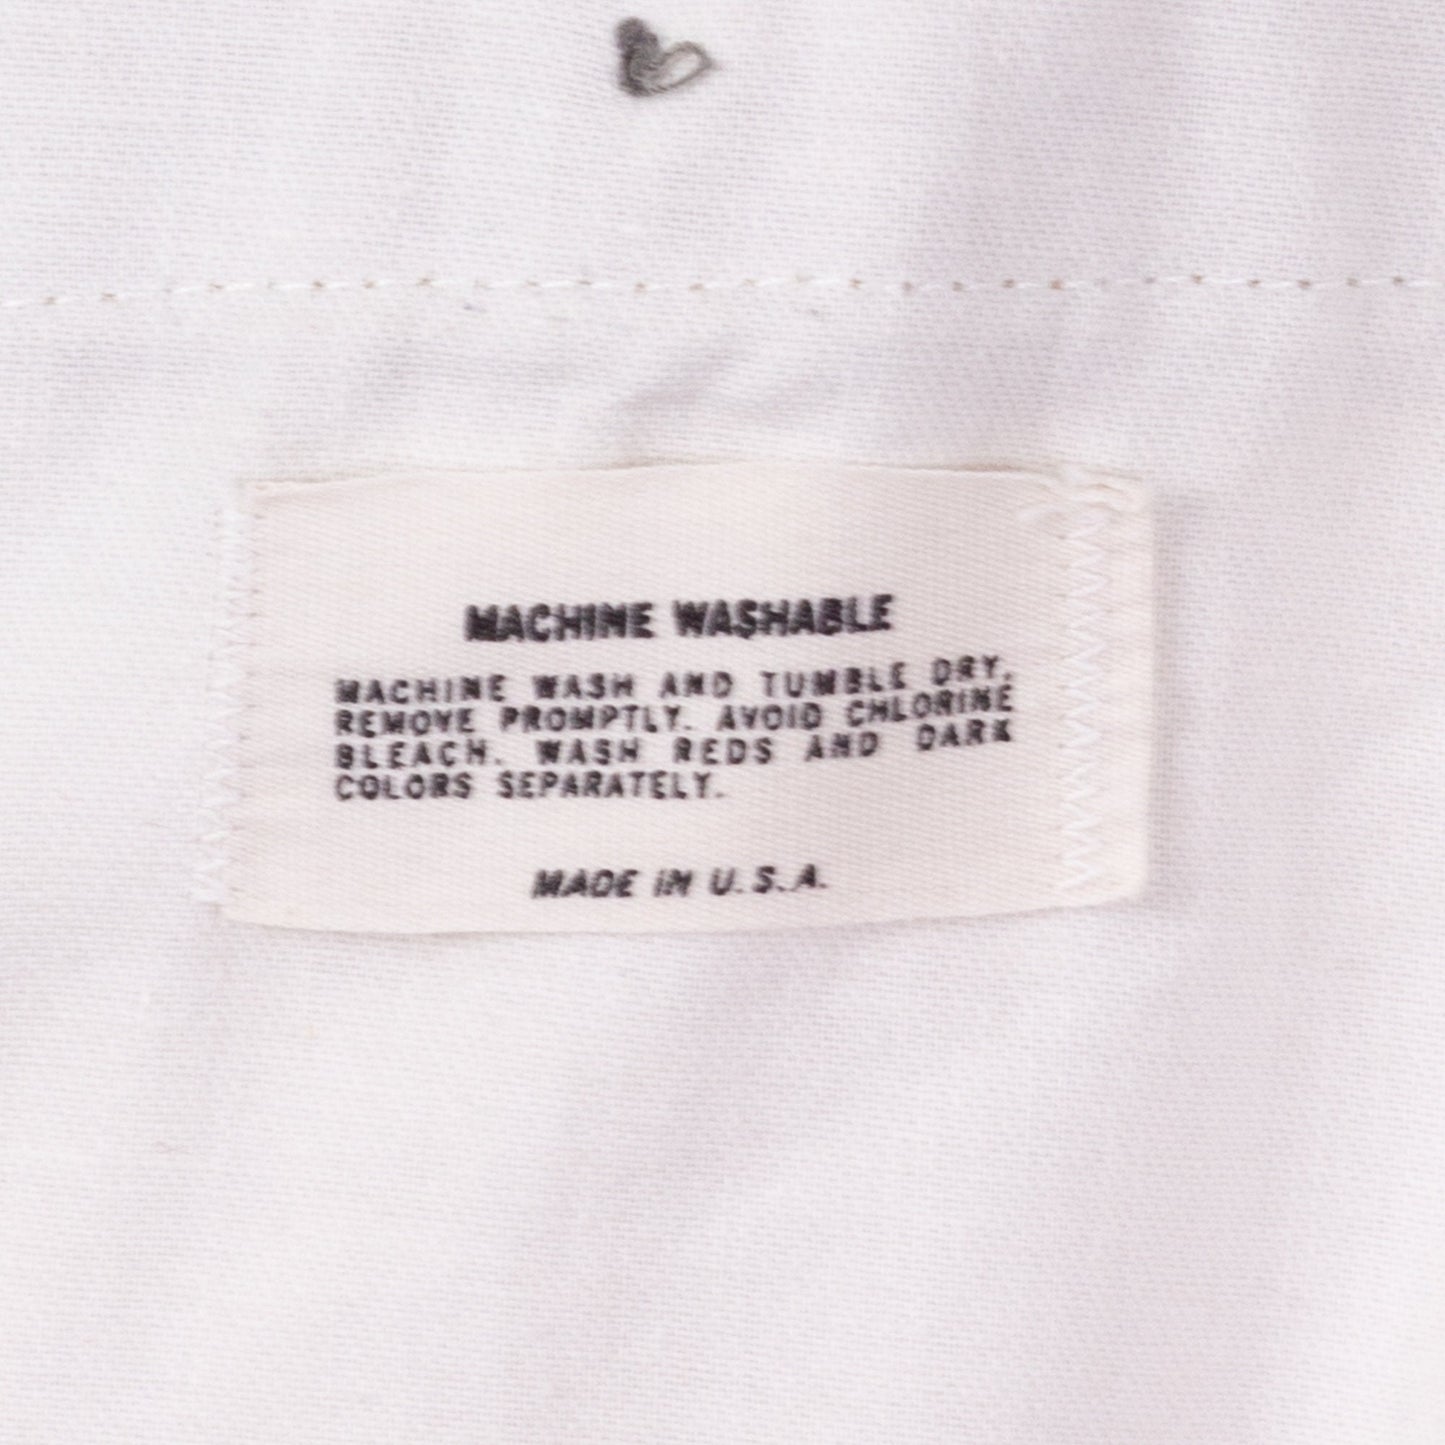 MACHINE WASHABLE
MACHINE WASH AND TUMBLE DRY.
REMOVE PROMPTLY. AVOID CHLORINE
BLEACH. WASH REDS AND DARK
COLORS SEPARATELY.
MADE IN U.S.A.